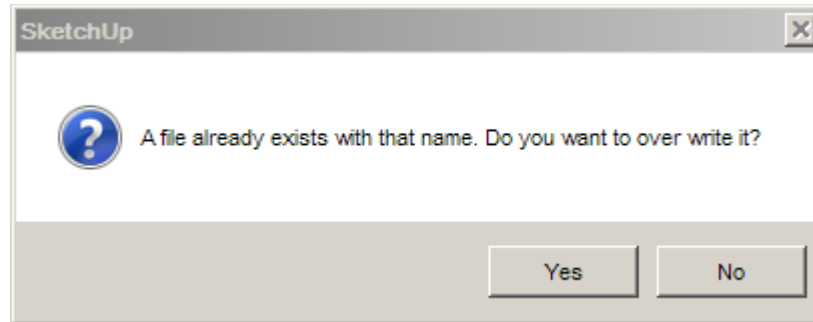 SketchUp
A file already exists with that name. Do you want to over write it?
Yes
No